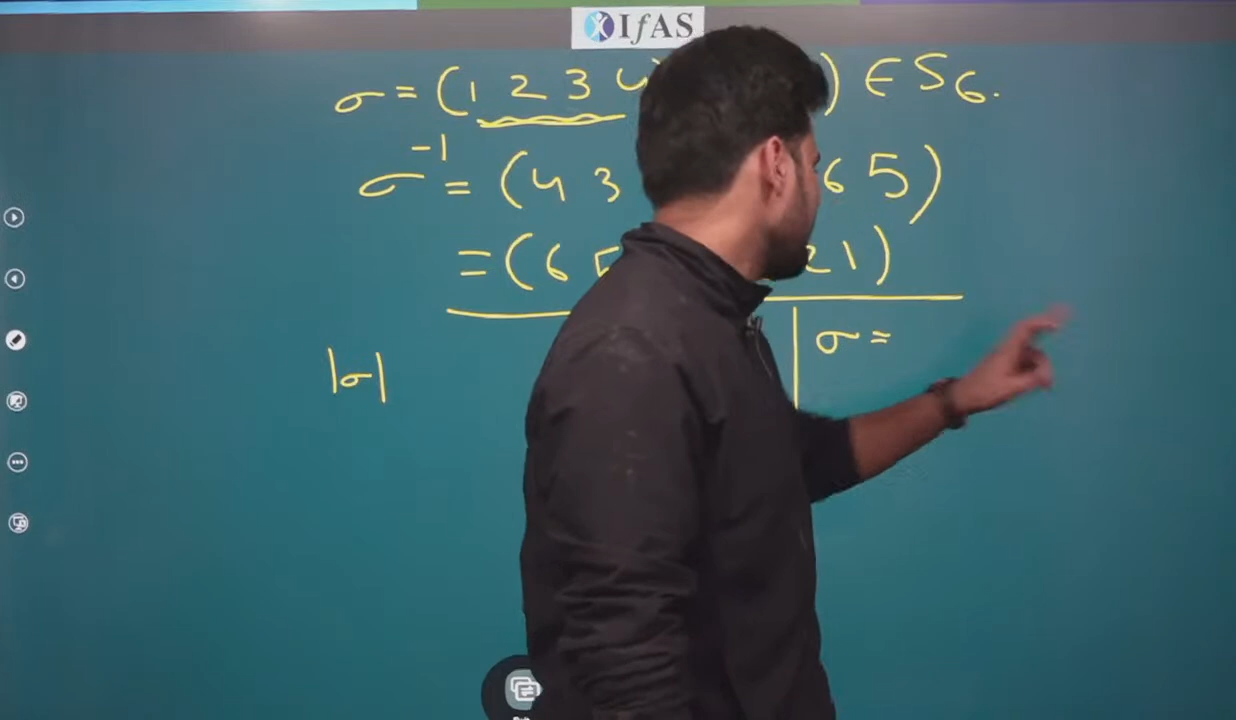 IfAS
σ = (1 2 3 4 ) ∈ S6.
σ⁻¹ = (4 3 6 5)
= (6 5 2 1)
σ =
|σ|